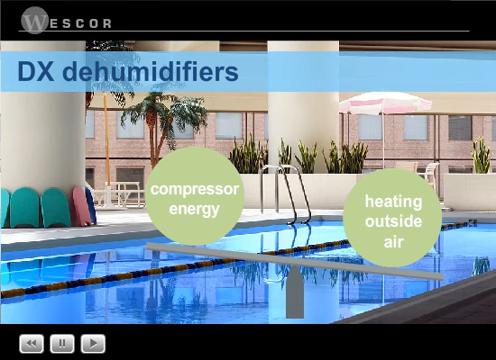 WESCOR
DX dehumidifiers
compressor
energy
heating
outside
air